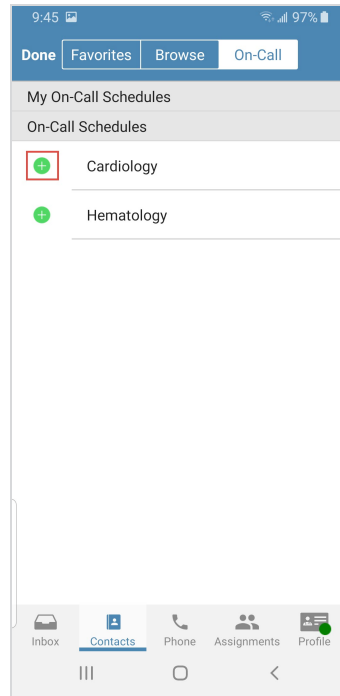 9:45 97%
Done Favorites Browse On-Call
My On-Call Schedules
On-Call Schedules
Cardiology
Hematology
Inbox Contacts Phone Assignments Profile